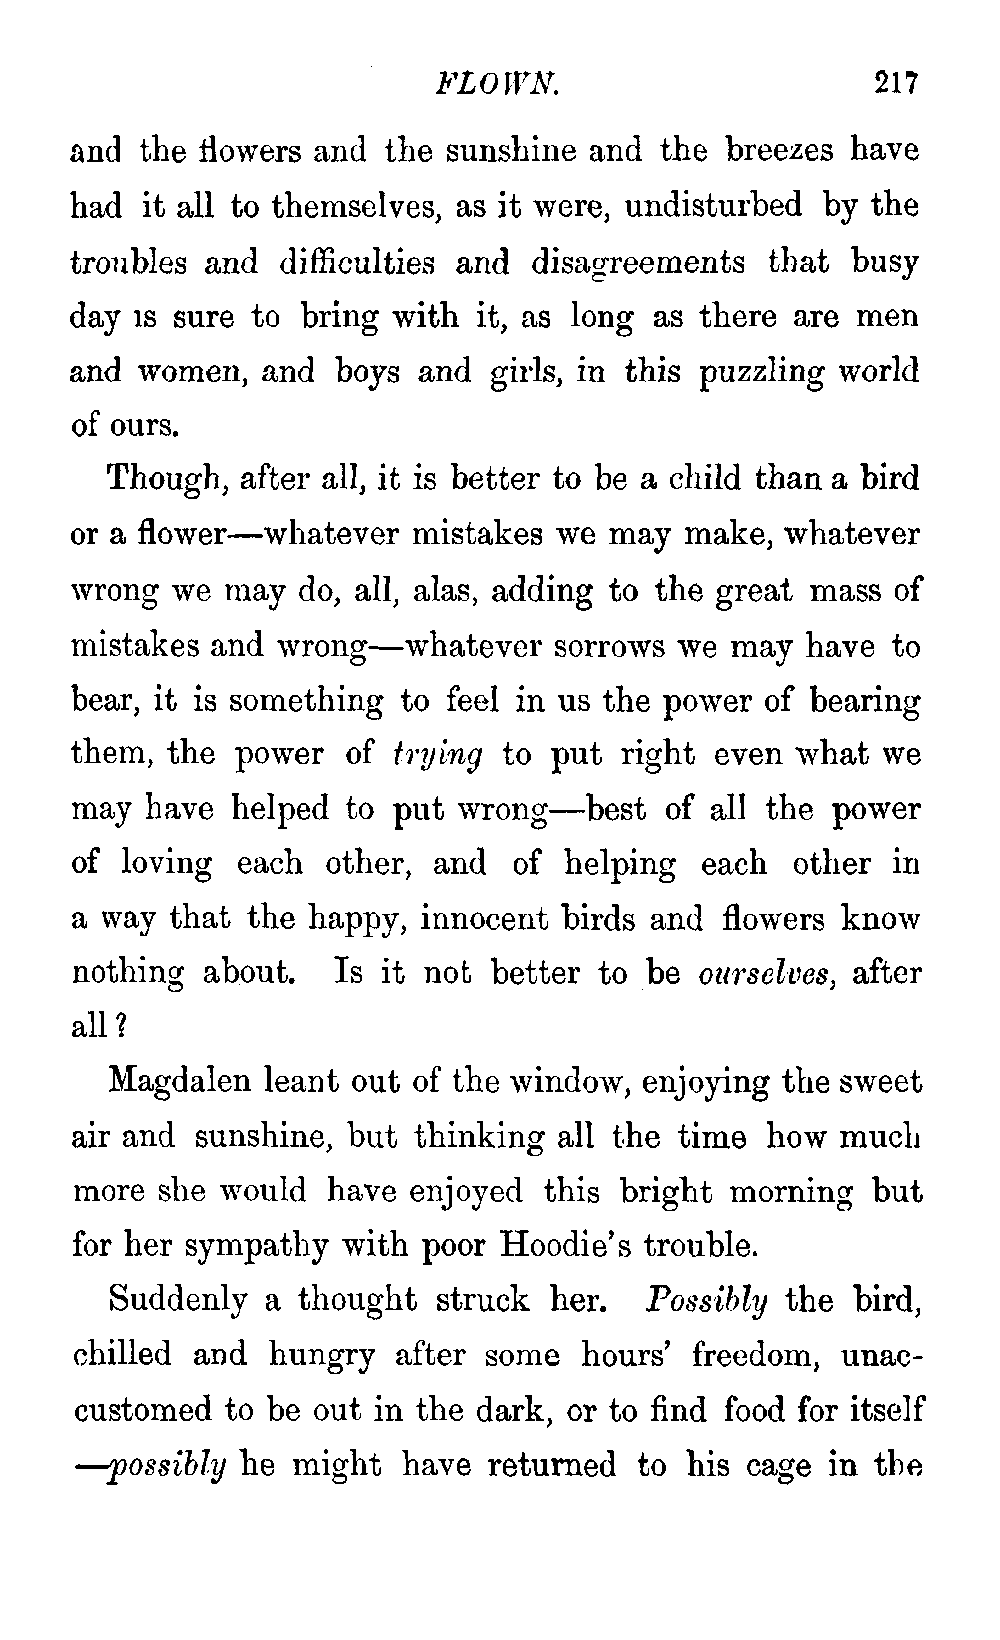 FLOWN. 217
and the flowers and the sunshine and the breezes have
had it all to themselves, as it were, undisturbed by the
troubles and difficulties and disagreements that busy
day is sure to bring with it, as long as there are men
and women, and boys and girls, in this puzzling world
of ours.
Though, after all, it is better to be a child than a bird
or a flower—whatever mistakes we may make, whatever
wrong we may do, all, alas, adding to the great mass of
mistakes and wrong—whatever sorrows we may have to
bear, it is something to feel in us the power of bearing
them, the power of trying to put right even what we
may have helped to put wrong—best of all the power
of loving each other, and of helping each other in
a way that the happy, innocent birds and flowers know
nothing about. Is it not better to be ourselves, after
all?
Magdalen leant out of the window, enjoying the sweet
air and sunshine, but thinking all the time how much
more she would have enjoyed this bright morning but
for her sympathy with poor Hoodie's trouble.
Suddenly a thought struck her. Possibly the bird,
chilled and hungry after some hours' freedom, unac-
customed to be out in the dark, or to find food for itself
—possibly he might have returned to his cage in the